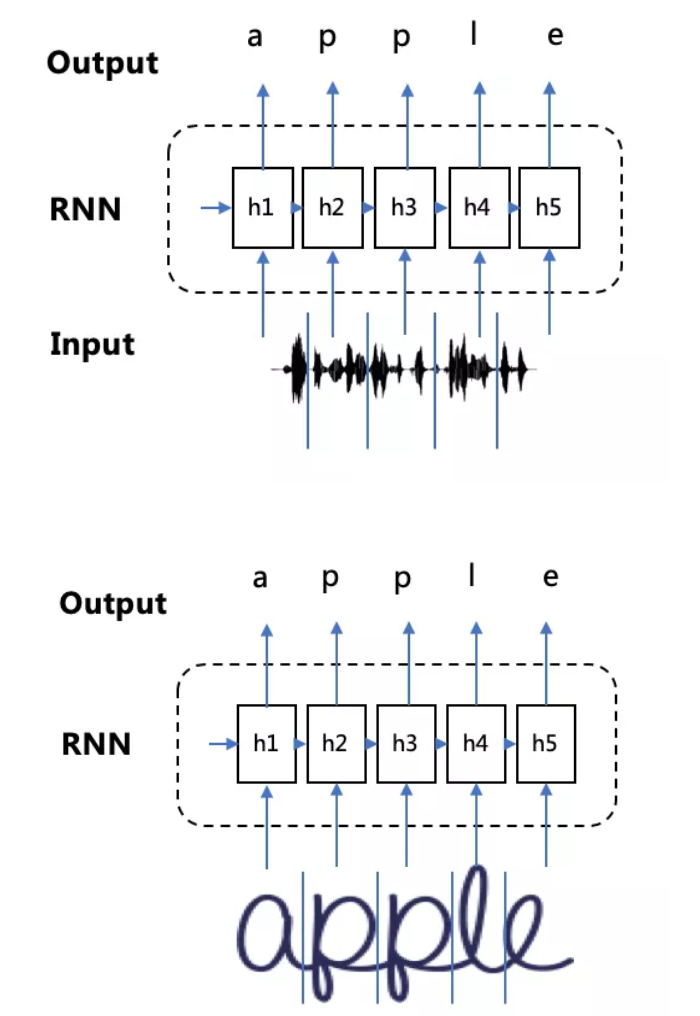 a p p l e
Output
RNN
h1 h2 h3 h4 h5
Input
a p p l e
Output
RNN
h1 h2 h3 h4 h5
apple